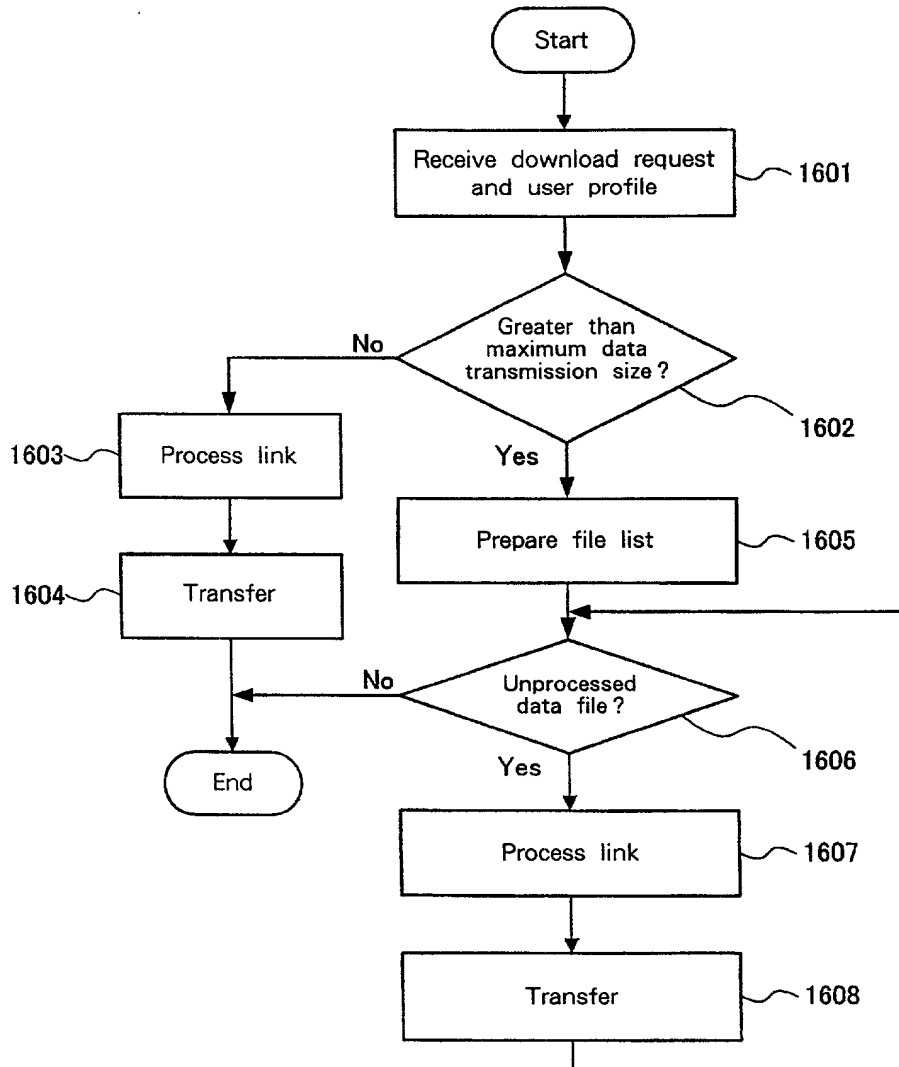 Start
Receive download request
and user profile
1601
Greater than
maximum data
transmission size?
1602
No
Yes
1603
Process link
Prepare file list
1605
1604
Transfer
Unprocessed
data file?
1606
No
Yes
End
Process link
1607
Transfer
1608